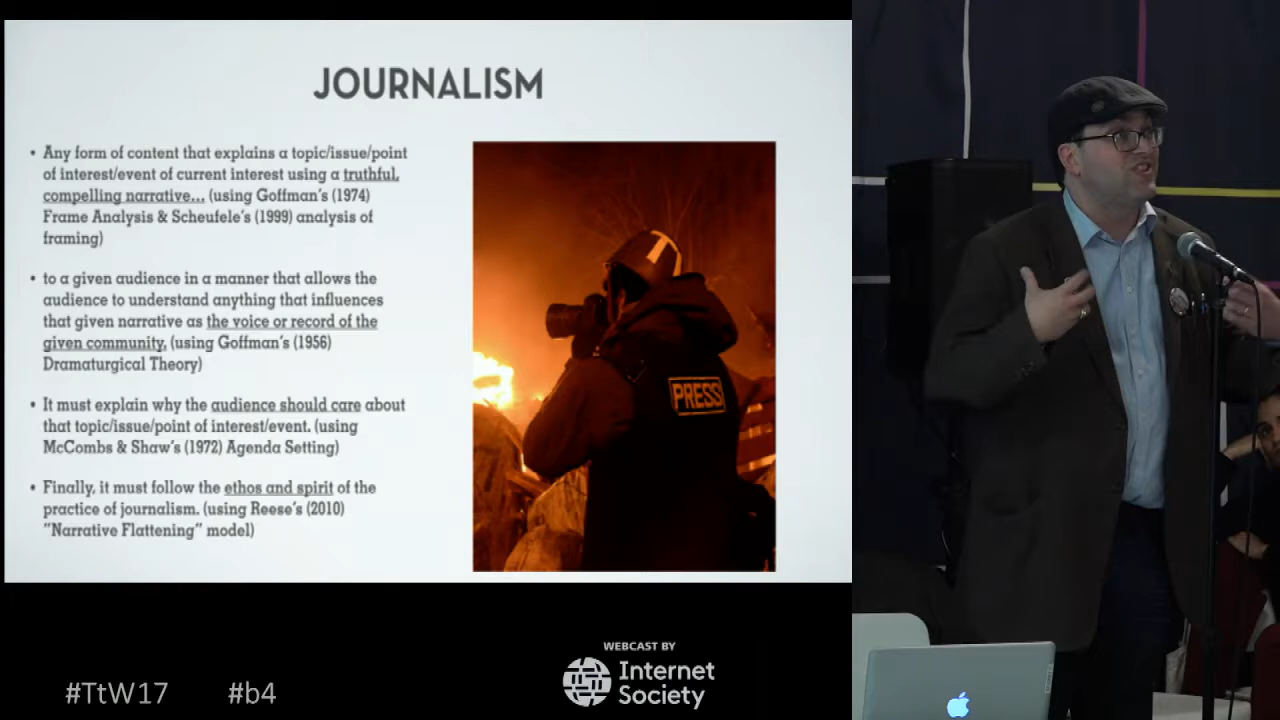 JOURNALISM
• Any form of content that explains a topic/issue/point
of interest/event of current interest using a truthful,
compelling narrative... (using Goffman's (1974)
Frame Analysis & Scheufele's (1999) analysis of
framing)
• to a given audience in a manner that allows the
audience to understand anything that influences
that given narrative as the voice or record of the
given community, (using Goffman's (1956)
Dramaturgical Theory)
• It must explain why the audience should care about
that topic/issue/point of interest/event. (using
McCombs & Shaw's (1972) Agenda Setting)
• Finally, it must follow the ethos and spirit of the
practice of journalism. (using Reese's (2010)
"Narrative Flattening" model)
PRESS
WEBCAST BY
Internet
Society
#TtW17 #b4